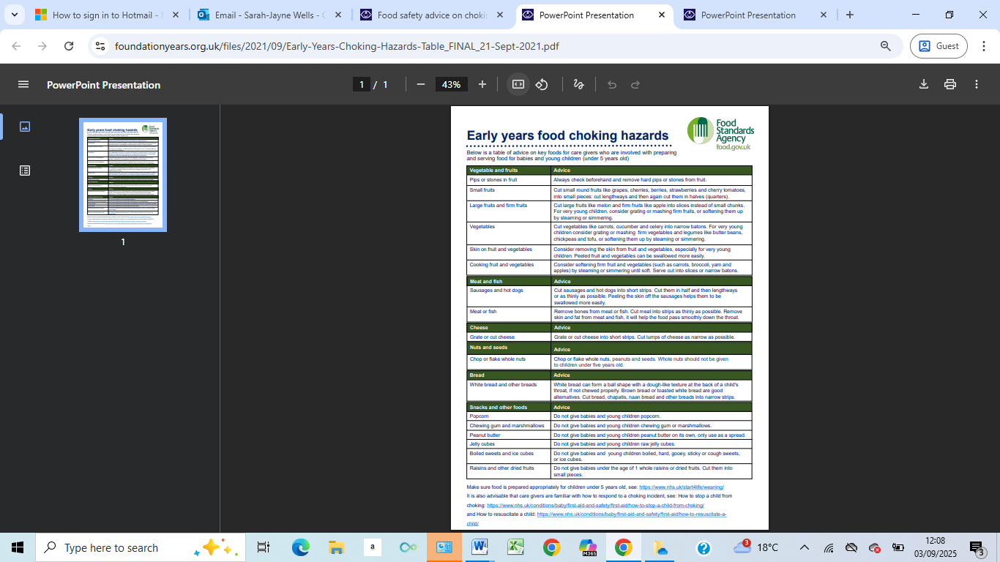 How to sign in to Hotmail -
Email - Sarah-Jayne Wells -
Food safety advice on choki
PowerPoint Presentation
PowerPoint Presentation
foundationyears.org.uk/files/2021/09/Early-Years-Choking-Hazards-Table_FINAL_21-Sept-2021.pdf
Guest
PowerPoint Presentation
1 / 1
43%
1
Food
Standards
Agency
food.gov.uk
Early years food choking hazards
Below is a table of advice on key foods for care givers who are involved with preparing
and serving food for babies and young children (under 5 years old)
Vegetable and fruits Advice
Pips or stones in fruit Always check beforehand and remove hard pips or stones from fruit.
Small fruits Cut small round fruits like grapes, cherries, berries, strawberries and cherry tomatoes,
into small pieces: cut lengthways and then again cut them in halves (quarters).
Large fruits and firm fruits Cut large fruits like melon and firm fruits like apple into slices instead of small chunks.
For very young children, consider grating or mashing firm fruits, or softening them up
by steaming or simmering.
Vegetables Cut vegetables like carrots, cucumber and celery into narrow batons. For very young
children consider grating or mashing firm vegetables and legumes like butter beans,
chickpeas and tofu, or softening them up by steaming or simmering.
Skin on fruit and vegetables Consider removing the skin from fruit and vegetables, especially for very young
children. Peeled fruit and vegetables can be swallowed more easily.
Cooking fruit and vegetables Consider softening firm fruit and vegetables (such as carrots, broccoli, yam and
apples) by steaming or simmering until soft. Serve cut into slices or narrow batons.
Meat and fish Advice
Sausages and hot dogs Cut sausages and hot dogs into short strips. Cut them in half and then lengthways
or as thinly as possible. Peeling the skin off the sausages helps them to be
swallowed more easily.
Meat or fish Remove bones from meat or fish. Cut meat into strips as thinly as possible. Remove
skin and fat from meat and fish, it will help the food pass smoothly down the throat.
Cheese Advice
Grate or cut cheese Grate or cut cheese into short strips. Cut lumps of cheese as narrow as possible.
Nuts and seeds Advice
Chop or flake whole nuts Chop or flake whole nuts, peanuts and seeds. Whole nuts should not be given
to children under five years old.
Bread Advice
White bread and other breads White bread can form a ball shape with a dough-like texture at the back of a child's
throat, if not chewed properly. Brown bread or toasted white bread are good
alternatives. Cut bread, chapatis, naan bread and other breads into narrow strips.
Snacks and other foods Advice
Popcorn Do not give babies and young children popcorn.
Chewing gum and marshmallows Do not give babies and young children chewing gum or marshmallows.
Peanut butter Do not give babies and young children peanut butter on its own, only use as a spread.
Jelly cubes Do not give babies and young children raw jelly cubes.
Boiled sweets and ice cubes Do not give babies and young children boiled, hard, gooey, sticky or cough sweets,
or ice cubes.
Raisins and other dried fruits Do not give babies under the age of 1 whole raisins or dried fruits. Cut them into
small pieces.
Make sure food is prepared appropriately for children under 5 years old, see: https://www.nhs.uk/start4life/weaning/
It is also advisable that care givers are familiar with how to respond to a choking incident, see: How to stop a child from
choking: https://www.nhs.uk/conditions/baby/first-aid-and-safety/first-aid/how-to-stop-a-child-from-choking/
and How to resuscitate a child: https://www.nhs.uk/conditions/baby/first-aid-and-safety/first-aid/how-to-resuscitate-a-
child/
Type here to search
a
M365
3
18°C
12:08
03/09/2025
3